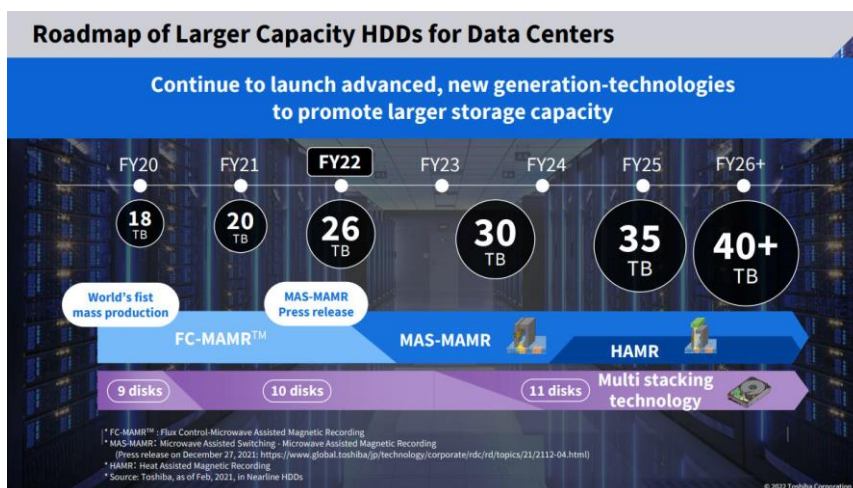 Roadmap of Larger Capacity HDDs for Data Centers
Continue to launch advanced, new generation-technologies
to promote larger storage capacity
FY20 FY21 FY22 FY23 FY24 FY25 FY26+
18 TB
20 TB
26 TB
30 TB
35 TB
40+ TB
World's fist
mass production
MAS-MAMR
Press release
FC-MAMR™
MAS-MAMR
HAMR
9 disks
10 disks
11 disks
Multi stacking
technology
* FC-MAMR™ : Flux Control-Microwave Assisted Magnetic Recording
* MAS-MAMR: Microwave Assisted Switching - Microwave Assisted Magnetic Recording
(Press release on December 27, 2021: https://www.global.toshiba/jp/technology/corporate/rdc/rd/topics/21/2112-04.html)
* HAMR: Heat Assisted Magnetic Recording
* Source: Toshiba, as of Feb, 2021, in Nearline HDDs
© 2022 Toshiba Corporation